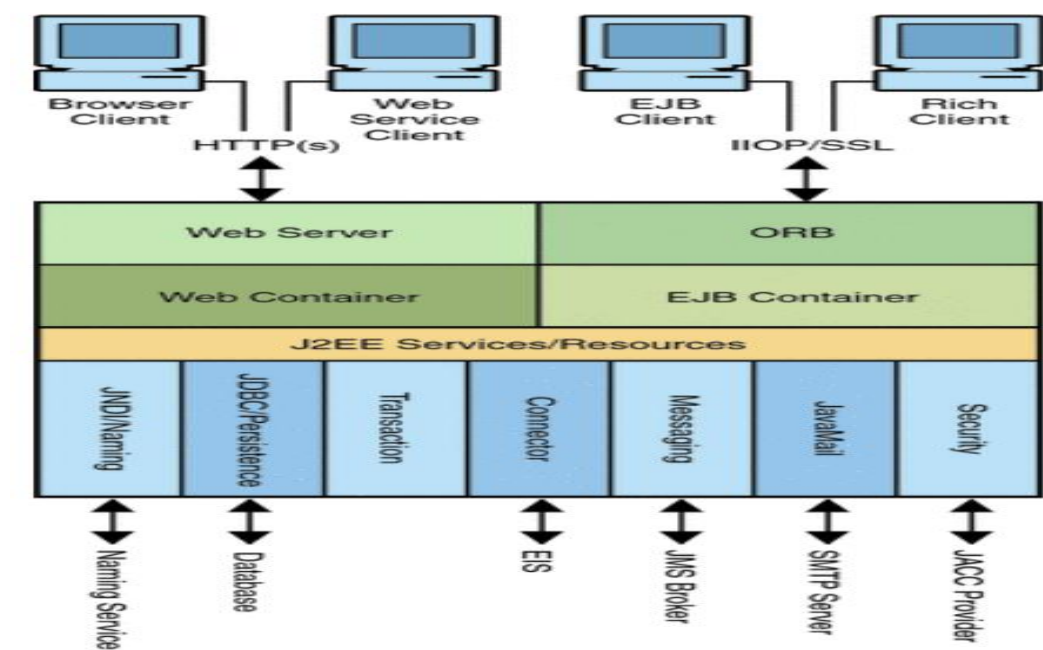 Browser
Client
Web
Service
Client
EJB
Client
Rich
Client
HTTP(s)
IIOP/SSL
Web Server
ORB
Web Container
EJB Container
J2EE Services/Resources
JNDI/Naming
JDBC/Persistence
Transaction
Connector
Messaging
JavaMail
Security
Naming Service
Database
EIS
JMS Broker
SMTP Server
JACC Provider